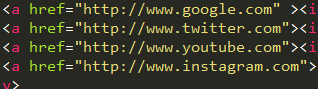 <a href="http://www.google.com" ><i
<a href="http://www.twitter.com"><i
<a href="http://www.youtube.com"><i
<a href="http://www.instagram.com">
v>